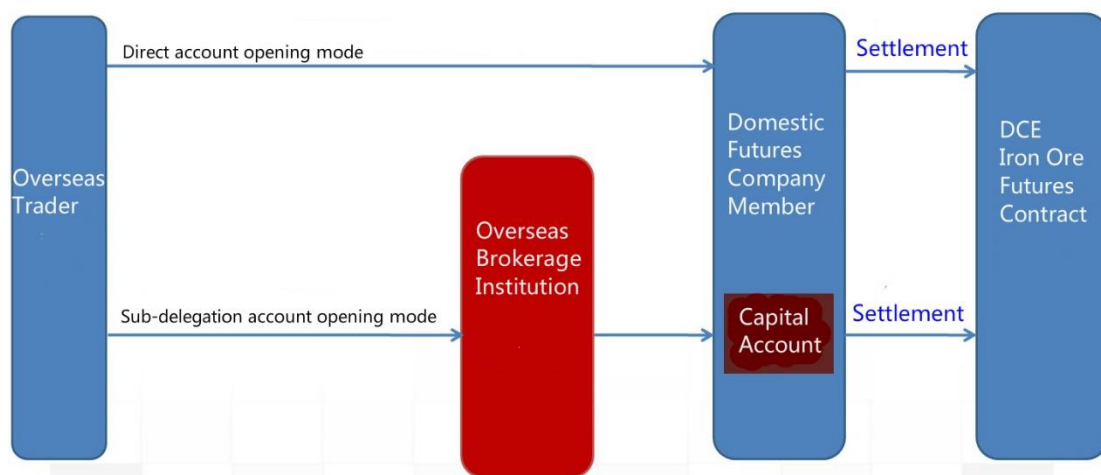 Direct account opening mode
Settlement
Overseas
Trader
Domestic
Futures
Company
Member
DCE
Iron Ore
Futures
Contract
Overseas
Brokerage
Institution
Sub-delegation account opening mode
Capital
Account
Settlement